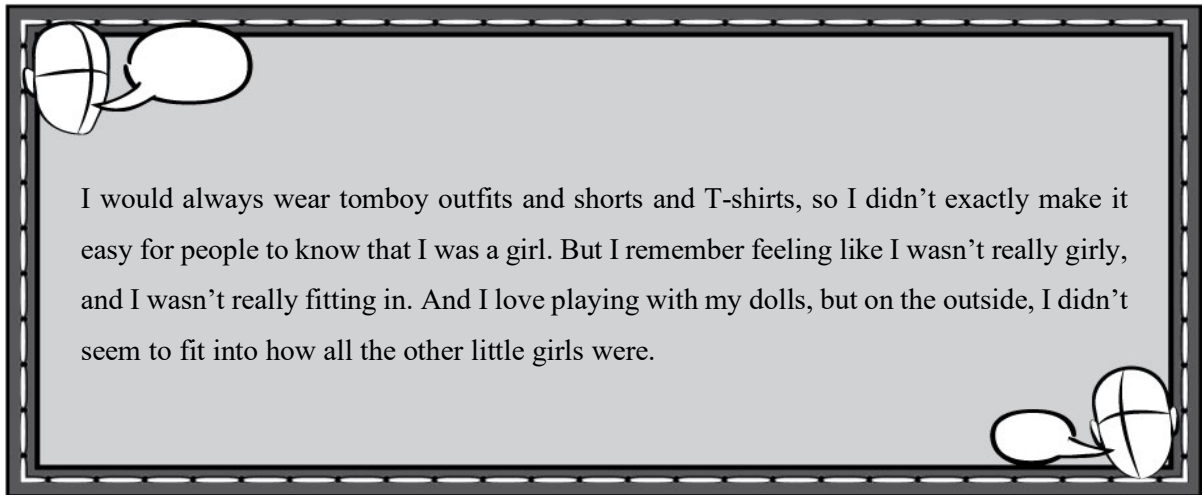 I would always wear tomboy outfits and shorts and T-shirts, so I didn’t exactly make it
easy for people to know that I was a girl. But I remember feeling like I wasn’t really girly,
and I wasn’t really fitting in. And I love playing with my dolls, but on the outside, I didn’t
seem to fit into how all the other little girls were.